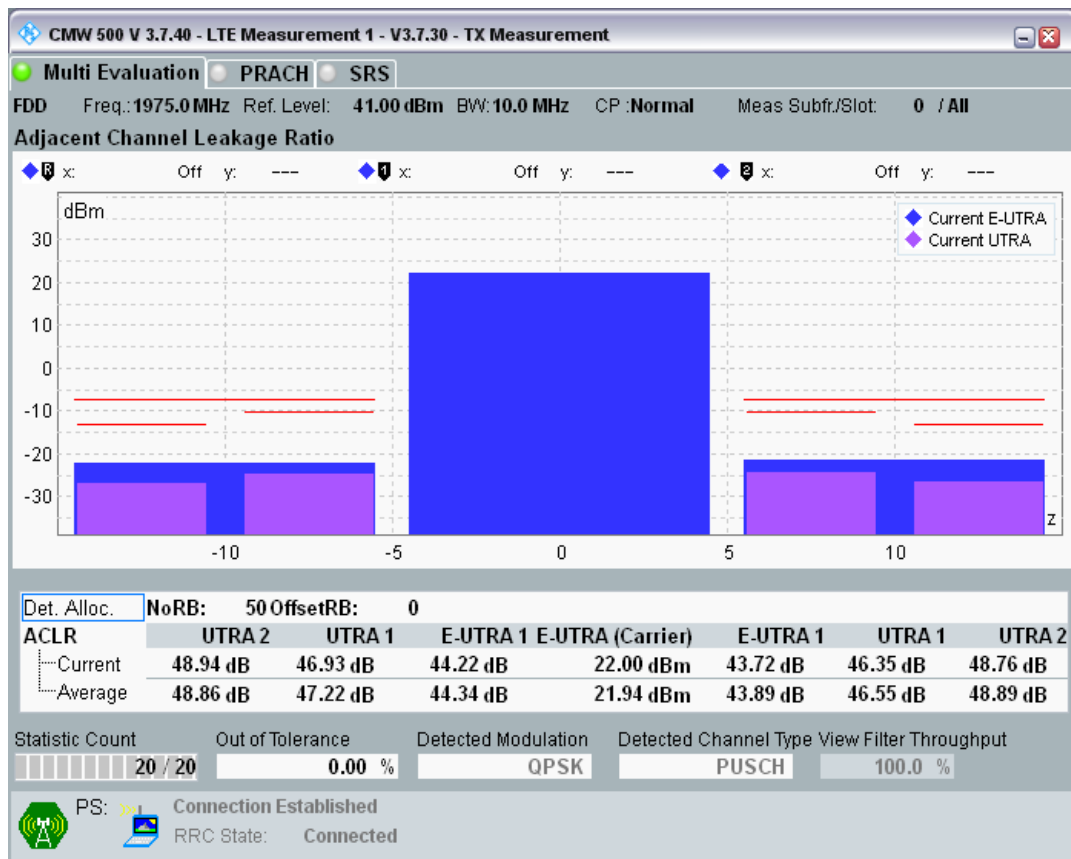 CMW 500 V 3.7.40 - LTE Measurement 1 - V3.7.30 - TX Measurement
Multi Evaluation PRACH SRS
FDD Freq.:1975.0MHz Ref. Level: 41.00 dBm BW:10.0 MHz CP :Normal Meas Subfr./Slot: 0 / All
Adjacent Channel Leakage Ratio
R x: Off y: --- 1 x: Off y: --- 2 x: Off y: ---
dBm
Current E-UTRA
Current UTRA
30
20
10
0
-10
-20
-30
z
-10 -5 0 5 10
Det. Alloc. NoRB: 50 OffsetRB: 0
ACLR UTRA 2 UTRA 1 E-UTRA 1 E-UTRA (Carrier) E-UTRA 1 UTRA 1 UTRA 2
Current 48.94 dB 46.93 dB 44.22 dB 22.00 dBm 43.72 dB 46.35 dB 48.76 dB
Average 48.86 dB 47.22 dB 44.34 dB 21.94 dBm 43.89 dB 46.55 dB 48.89 dB
Statistic Count Out of Tolerance Detected Modulation Detected Channel Type View Filter Throughput
20 / 20 0.00 % QPSK PUSCH 100.0 %
PS: Connection Established
RRC State: Connected